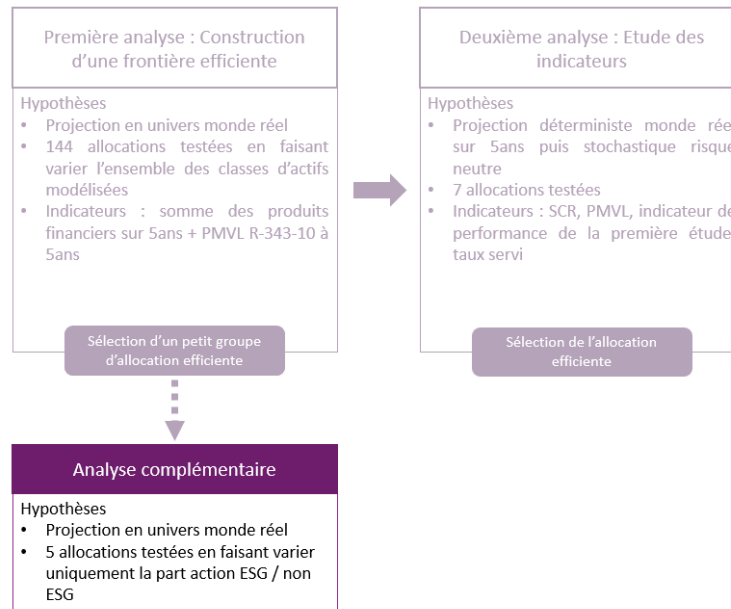 Première analyse : Construction
d'une frontière efficiente
Hypothèses
• Projection en univers monde réel
• 144 allocations testées en faisant
varier l'ensemble des classes d'actifs
modélisées
• Indicateurs : somme des produits
financiers sur 5ans + PMVL R-343-10 à
5ans
Sélection d'un petit groupe
d'allocation efficiente
Deuxième analyse : Etude des
indicateurs
Hypothèses
• Projection déterministe monde rée
sur 5ans puis stochastique risque
neutre
• 7 allocations testées
• Indicateurs : SCR, PMVL, indicateur de
performance de la première étude
taux servi
Sélection de l'allocation
efficiente
Analyse complémentaire
Hypothèses
• Projection en univers monde réel
• 5 allocations testées en faisant varier
uniquement la part action ESG / non
ESG